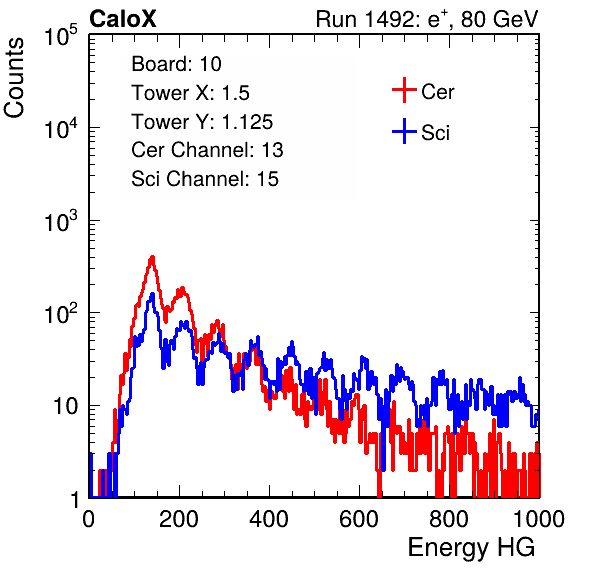 CaloX Run 1492: e⁺, 80 GeV
Counts
10⁵
10⁴
10³
10²
10
1
Board: 10
Tower X: 1.5
Tower Y: 1.125
Cer Channel: 13
Sci Channel: 15
Cer
Sci
0 200 400 600 800 1000
Energy HG